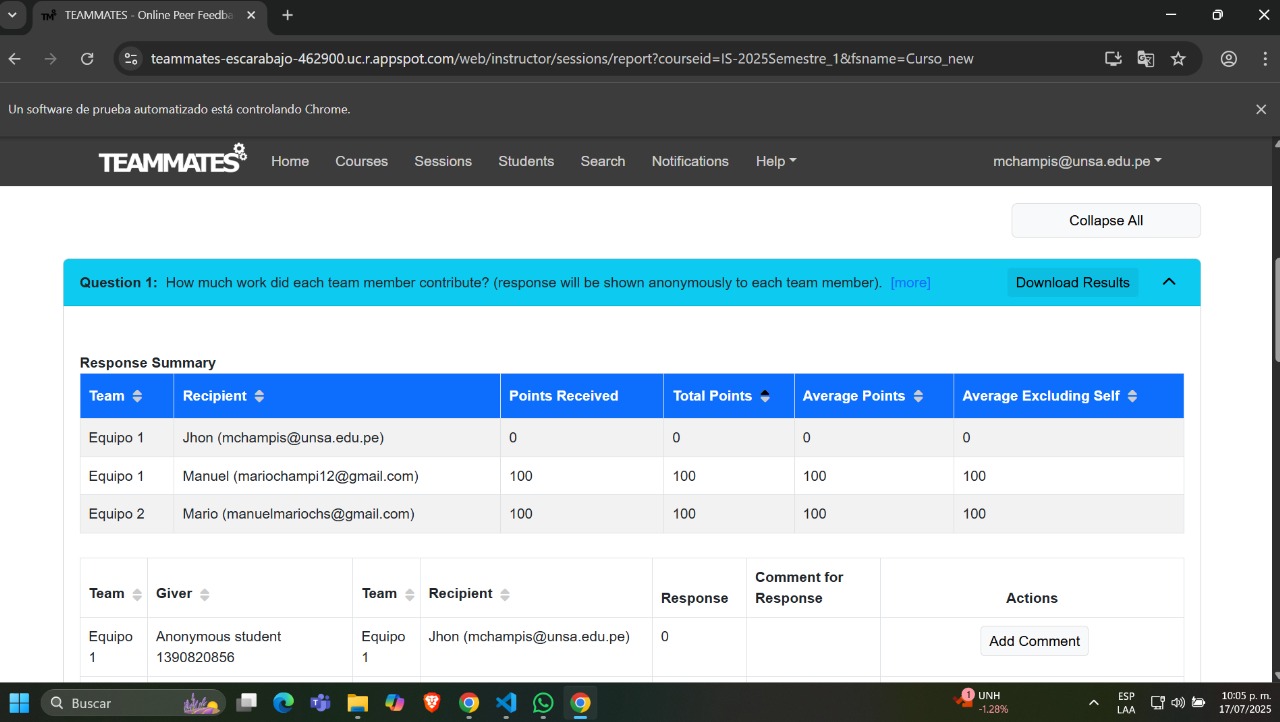 TEAMMATES - Online Peer Feedba
teammates-escarabajo-462900.uc.r.appspot.com/web/instructor/sessions/report?courseid=IS-2025Semestre_1&fsname=Curso_new
Un software de prueba automatizado está controlando Chrome.
TEAMMATES Home Courses Sessions Students Search Notifications Help mchampis@unsa.edu.pe
Collapse All
Question 1: How much work did each team member contribute? (response will be shown anonymously to each team member). [more] Download Results
Response Summary
Team Recipient Points Received Total Points Average Points Average Excluding Self
Equipo 1 Jhon (mchampis@unsa.edu.pe) 0 0 0 0
Equipo 1 Manuel (mariochampi12@gmail.com) 100 100 100 100
Equipo 2 Mario (manuelmariochs@gmail.com) 100 100 100 100
Team Giver Team Recipient Response Comment for Response Actions
Equipo 1 Anonymous student 1390820856 Equipo 1 Jhon (mchampis@unsa.edu.pe) 0 Add Comment
Buscar
1 UNH
-1.28%
ESP
LAA
10:05 p. m.
17/07/2025